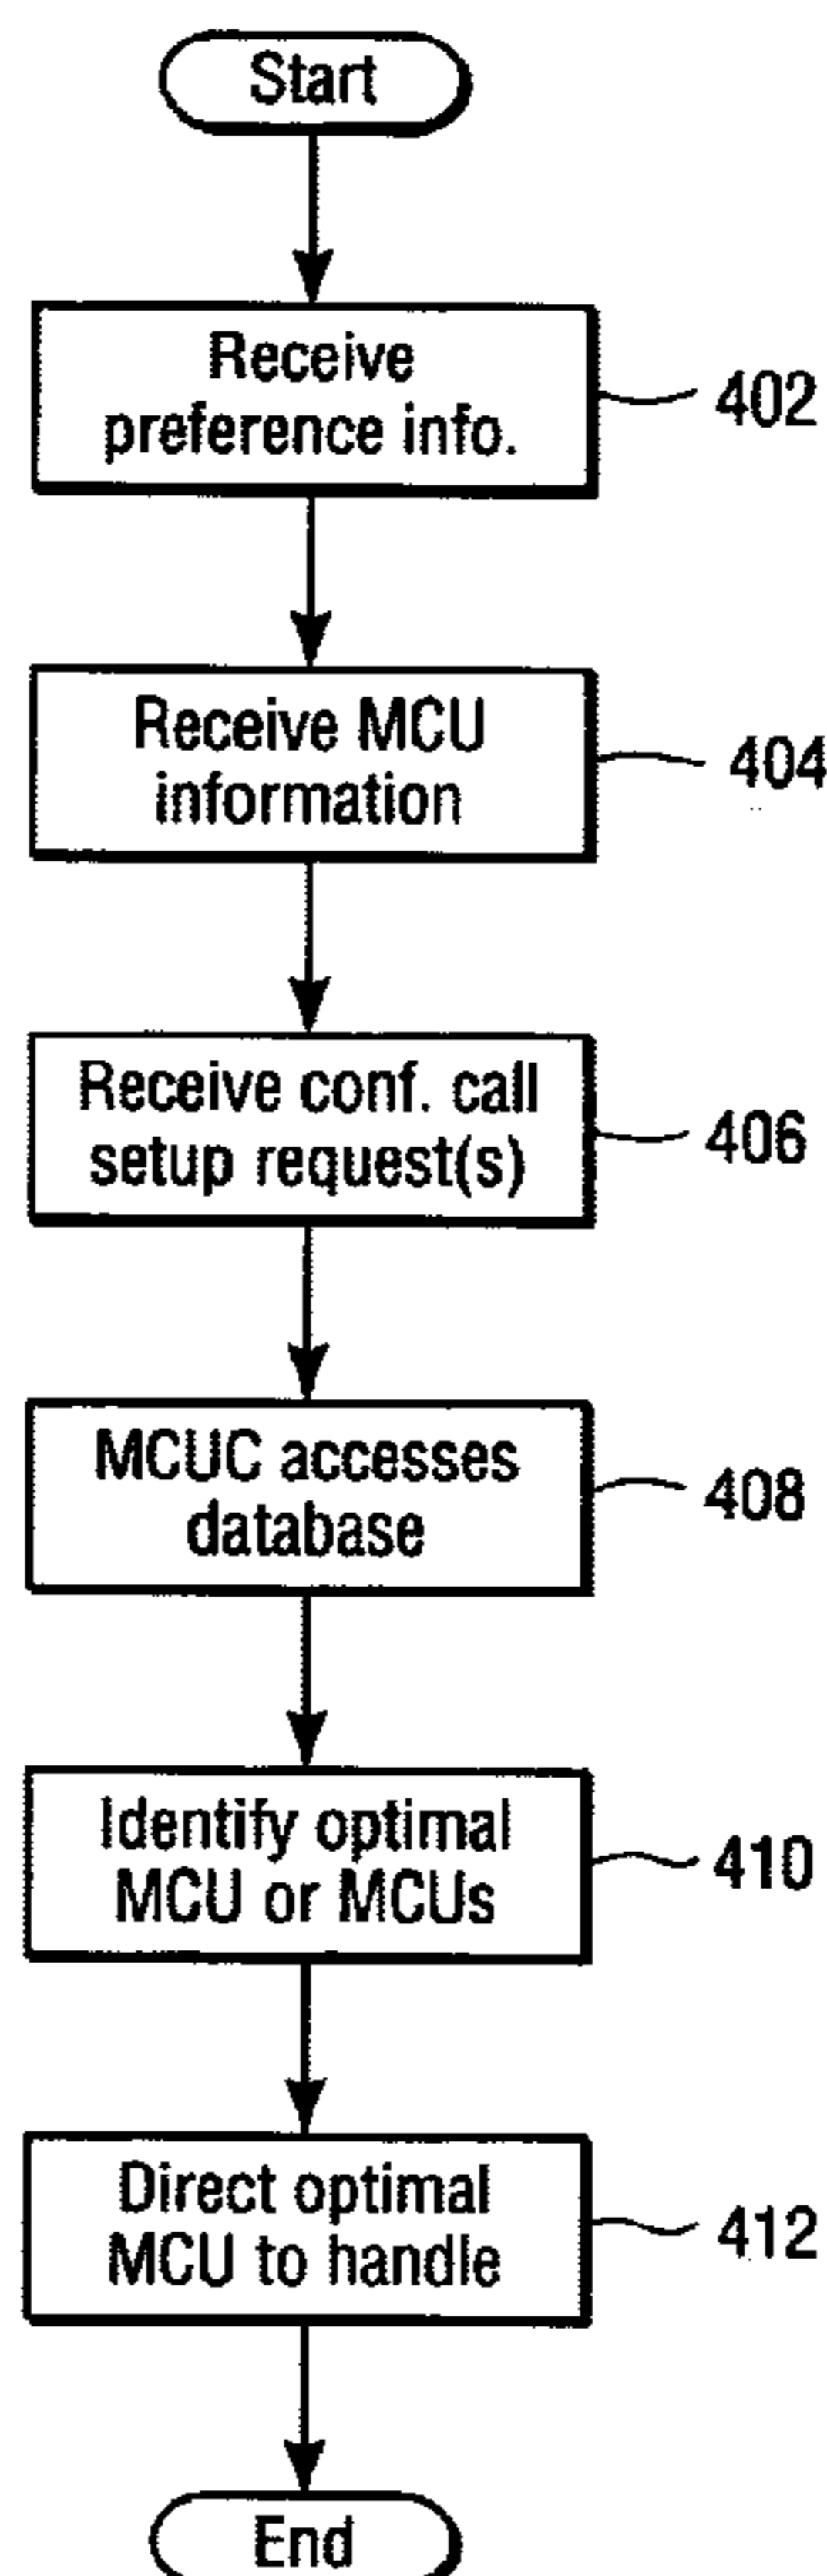 Start
Receive
preference info.
402
Receive MCU
information
404
Receive conf. call
setup request(s)
406
MCUC accesses
database
408
Identify optimal
MCU or MCUs
410
Direct optimal
MCU to handle
412
End